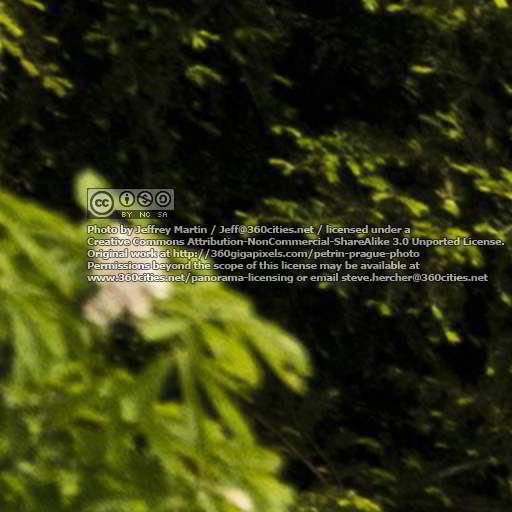 cc
BY NC SA
Photo by Jeffrey Martin / Jeff@360cities.net / licensed under a
Creative Commons Attribution-NonCommercial-ShareAlike 3.0 Unported License.
Original work at http://360gigapixels.com/petrin-prague-photo
Permissions beyond the scope of this license may be available at
www.360cities.net/panorama-licensing or email steve.hercher@360cities.net